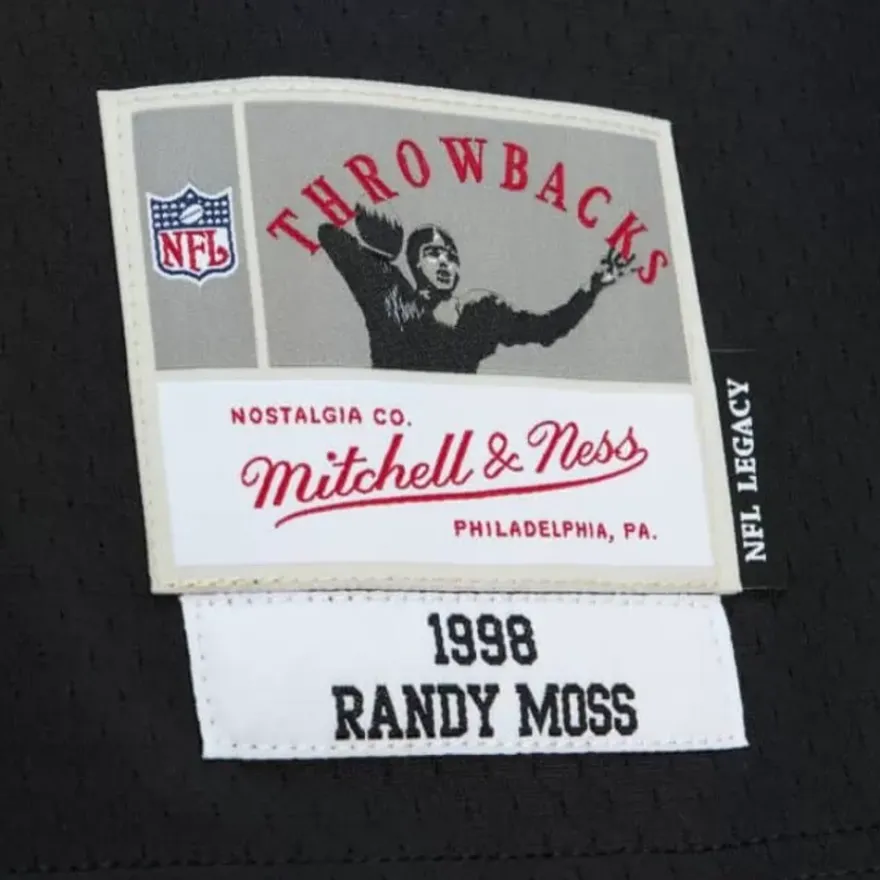 THROWBACKS
NFL
NOSTALGIA CO.
Mitchell & Ness
PHILADELPHIA, PA.
NFL LEGACY
1998
RANDY MOSS